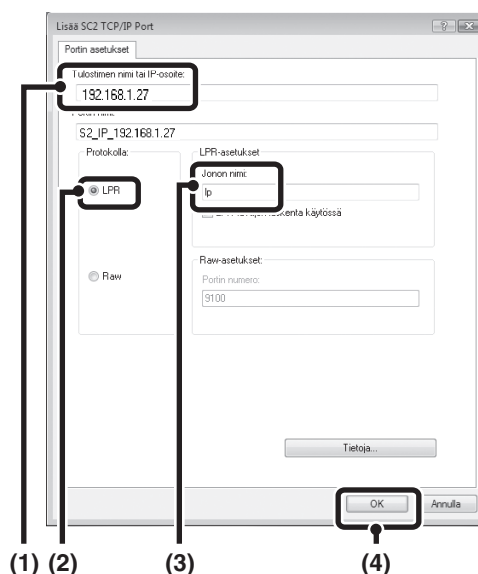 Lisää SC2 TCP/IP Port
Portin asetukset
Tulostimen nimi tai IP-osoite:
192.168.1.27
S2_IP_192.168.1.27
Protokolla:
LPR-asetukset
Jonon nimi:
LPR
lp
käytössä
Raw-asetukset:
Raw
Portin numero:
9100
Tietoja...
OK
Annulla
(1) (2) (3) (4)